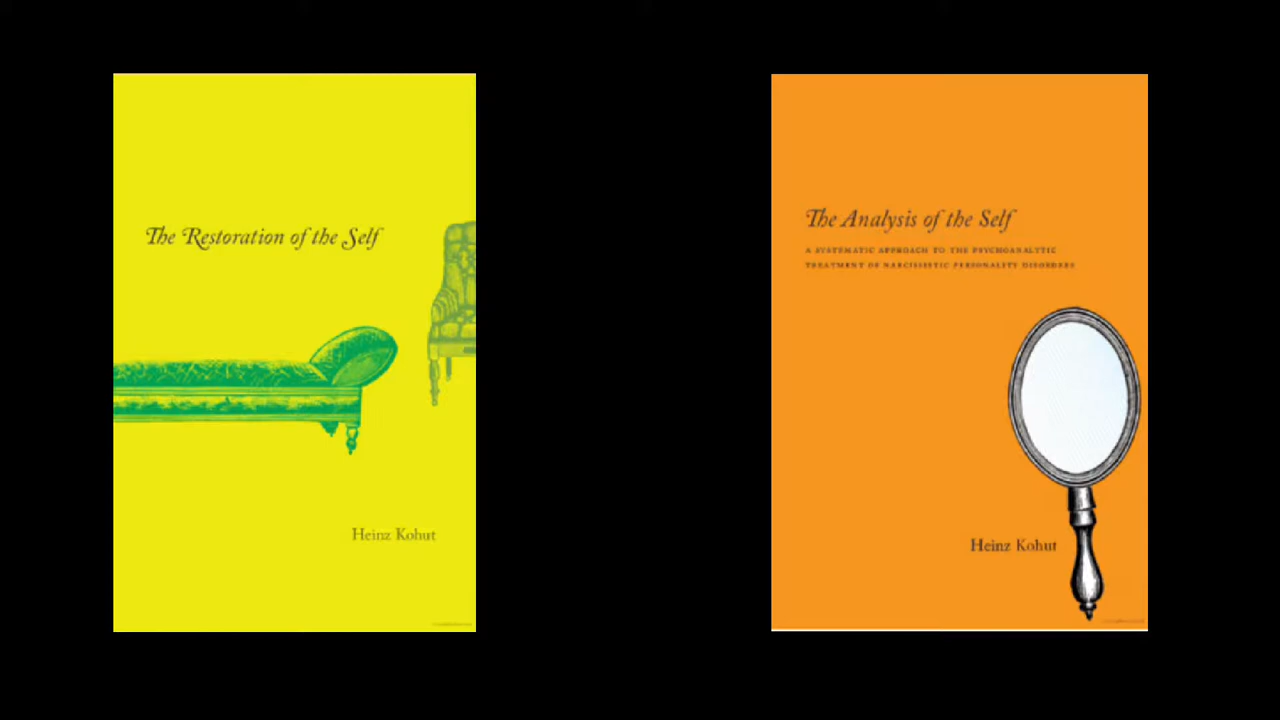 The Restoration of the Self
Heinz Kohut
The Analysis of the Self
A SYSTEMATIC APPROACH TO THE PSYCHOANALYTIC
TREATMENT OF NARCISSISTIC PERSONALITY DISORDERS
Heinz Kohut